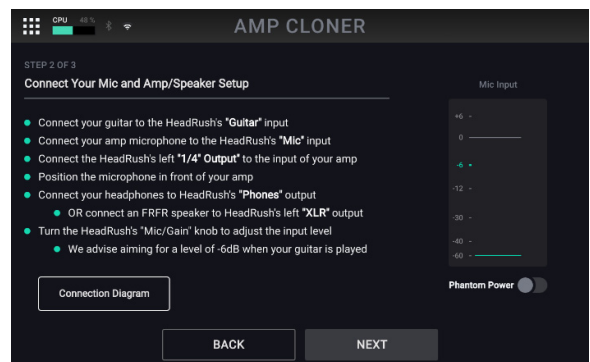 CPU 48 %
AMP CLONER
STEP 2 OF 3
Connect Your Mic and Amp/Speaker Setup
Connect your guitar to the HeadRush's "Guitar" input
Connect your amp microphone to the HeadRush's "Mic" input
Connect the HeadRush's left "1/4" Output" to the input of your amp
Position the microphone in front of your amp
Connect your headphones to HeadRush's "Phones" output
OR connect an FRFR speaker to HeadRush's left "XLR" output
Turn the HeadRush's "Mic/Gain" knob to adjust the input level
We advise aiming for a level of -6dB when your guitar is played
Connection Diagram
Mic Input
+6
0
-6
-12
-30
-40
-60
Phantom Power
BACK
NEXT